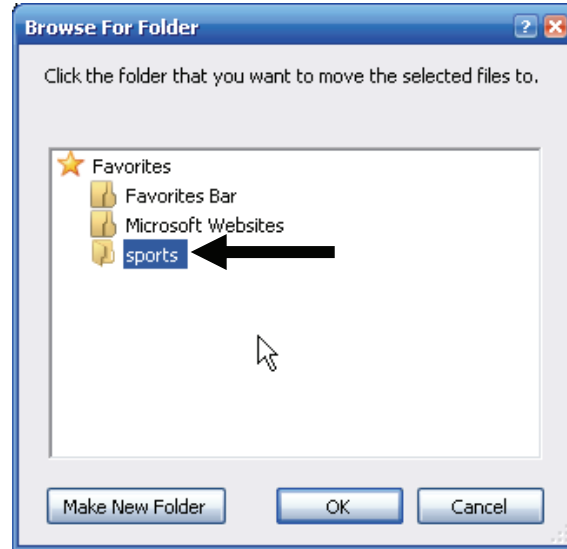 Browse For Folder
Click the folder that you want to move the selected files to.
Favorites
Favorites Bar
Microsoft Websites
sports
Make New Folder
OK
Cancel